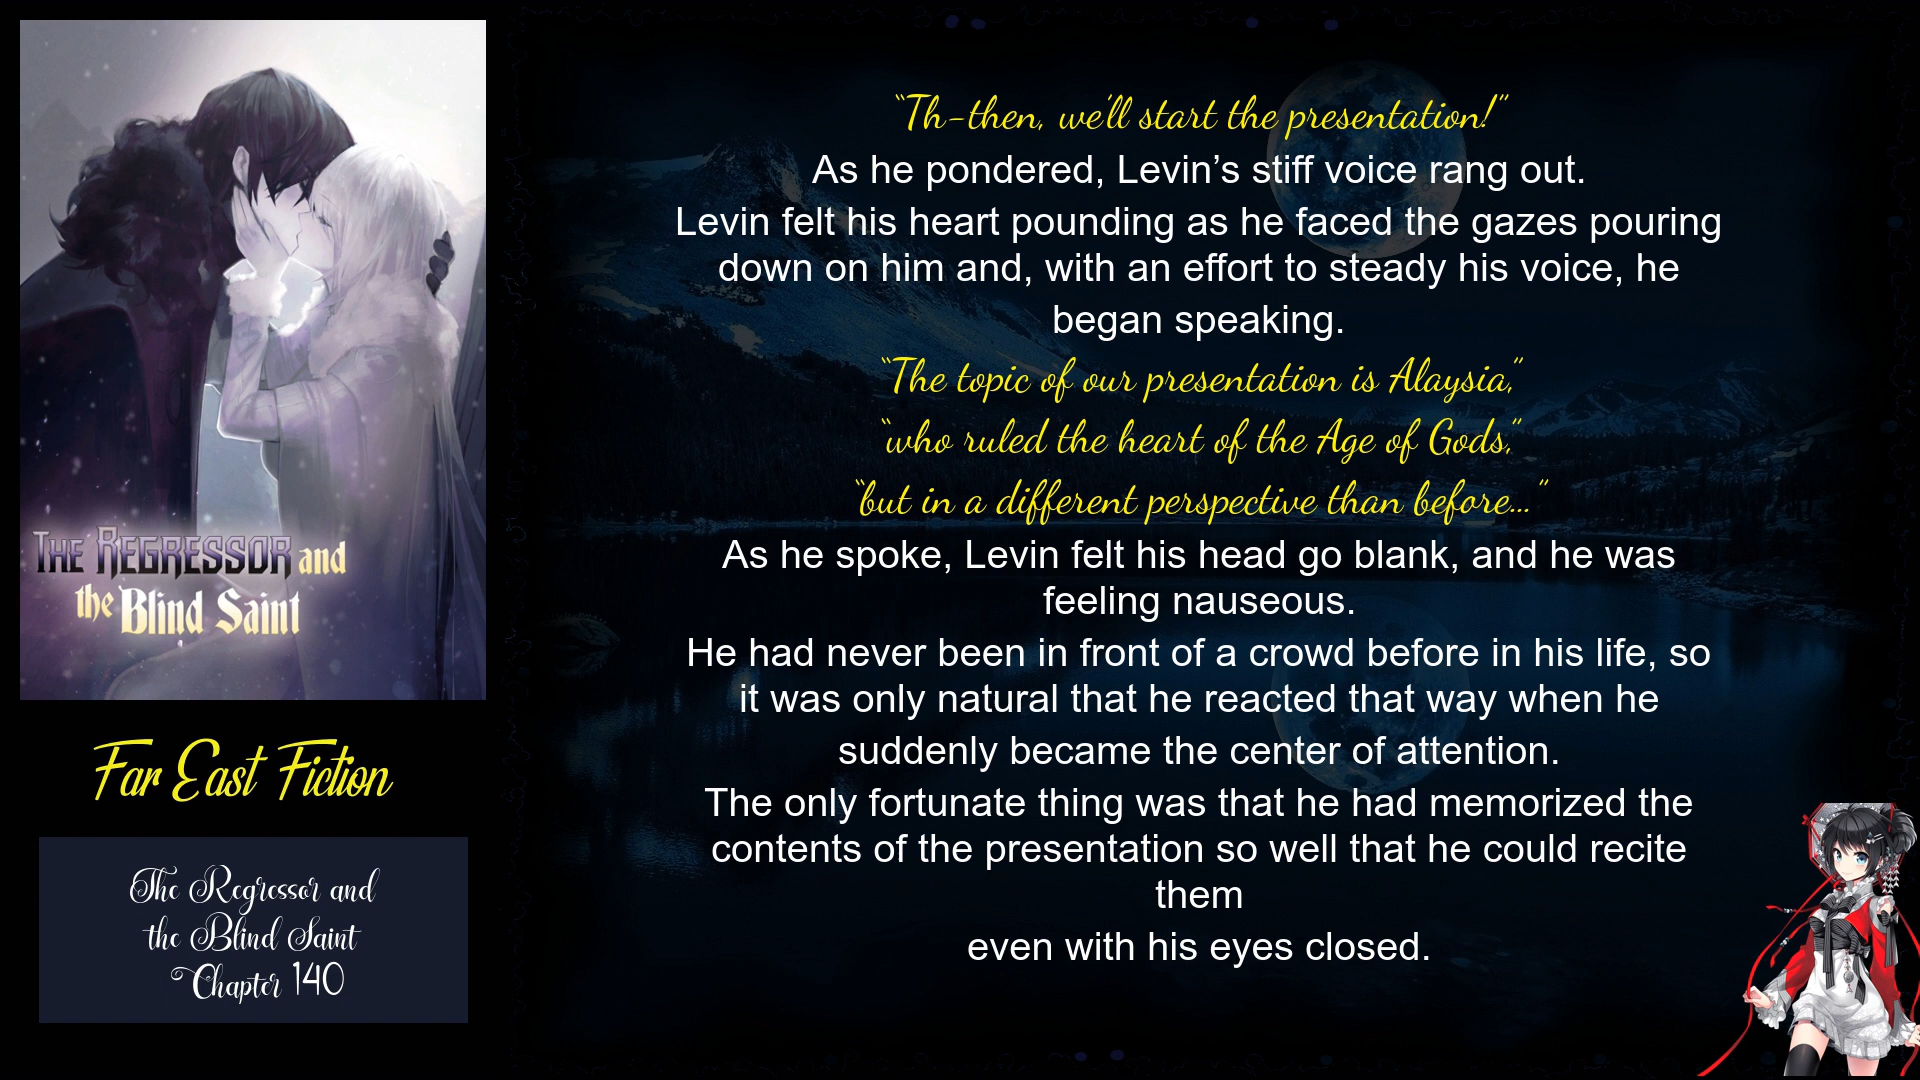 THE REGRESSOR and
the Blind Saint
Far East Fiction
The Regressor and
the Blind Saint
Chapter 140
“Th-then, we’ll start the presentation!”
As he pondered, Levin’s stiff voice rang out.
Levin felt his heart pounding as he faced the gazes pouring
down on him and, with an effort to steady his voice, he
began speaking.
“The topic of our presentation is Alaysia,”
“who ruled the heart of the Age of Gods,”
“but in a different perspective than before...”
As he spoke, Levin felt his head go blank, and he was
feeling nauseous.
He had never been in front of a crowd before in his life, so
it was only natural that he reacted that way when he
suddenly became the center of attention.
The only fortunate thing was that he had memorized the
contents of the presentation so well that he could recite
them
even with his eyes closed.